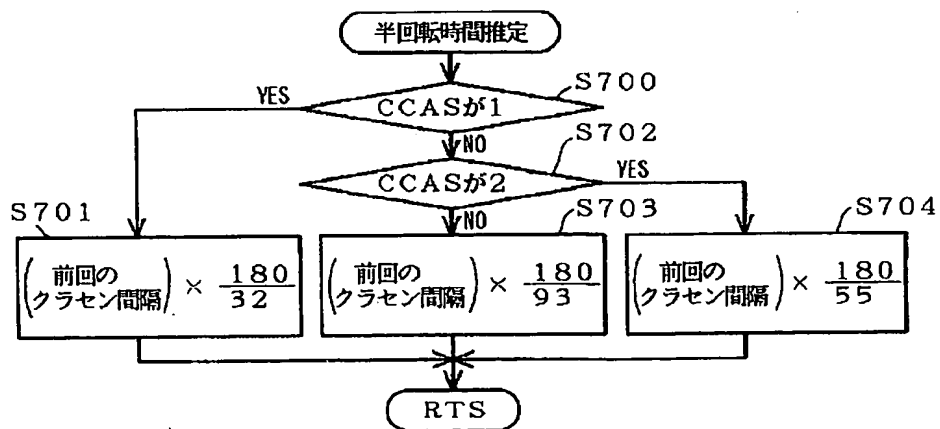 半回転時間推定
S700
YES
CCASが1
NO
S702
CCASが2
YES
NO
S701
(前回のクラセン間隔) × 180/32
S703
(前回のクラセン間隔) × 180/93
S704
(前回のクラセン間隔) × 180/55
RTS